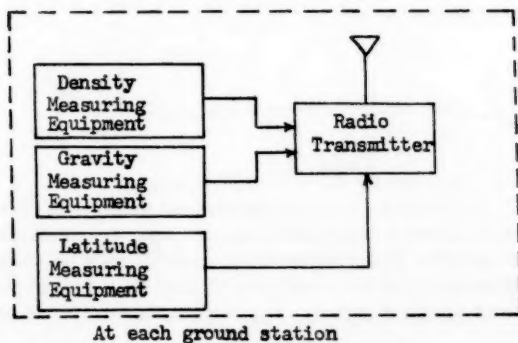 Density
Measuring
Equipment
Radio
Transmitter
Gravity
Measuring
Equipment
Latitude
Measuring
Equipment
At each ground station